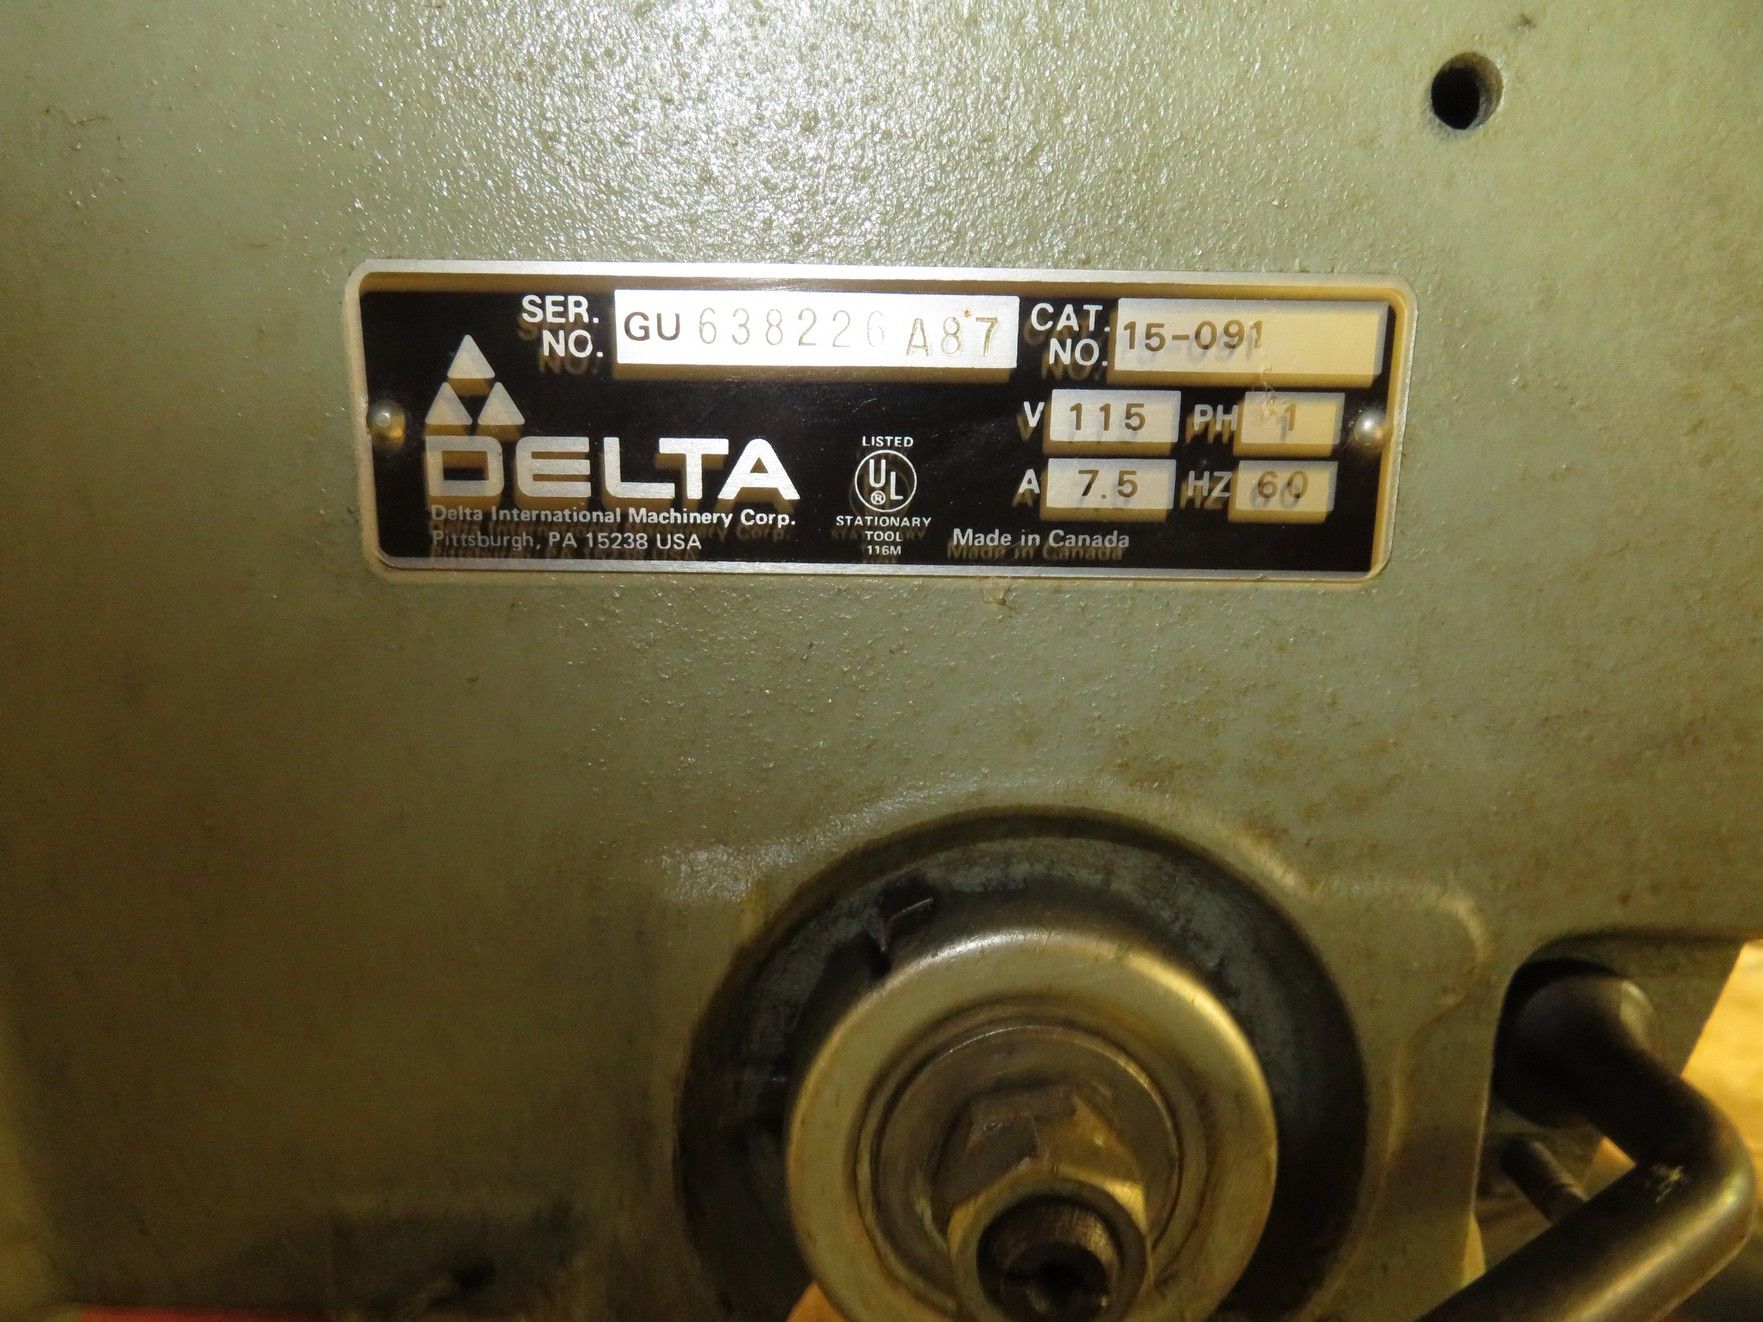 SER. NO. GU 638226 A87 CAT. NO. 15-091
V 115 PH 1
A 7.5 HZ 60
DELTA
Delta International Machinery Corp.
Pittsburgh, PA 15238 USA
LISTED
UL ®
STATIONARY
TOOL
116M
Made in Canada